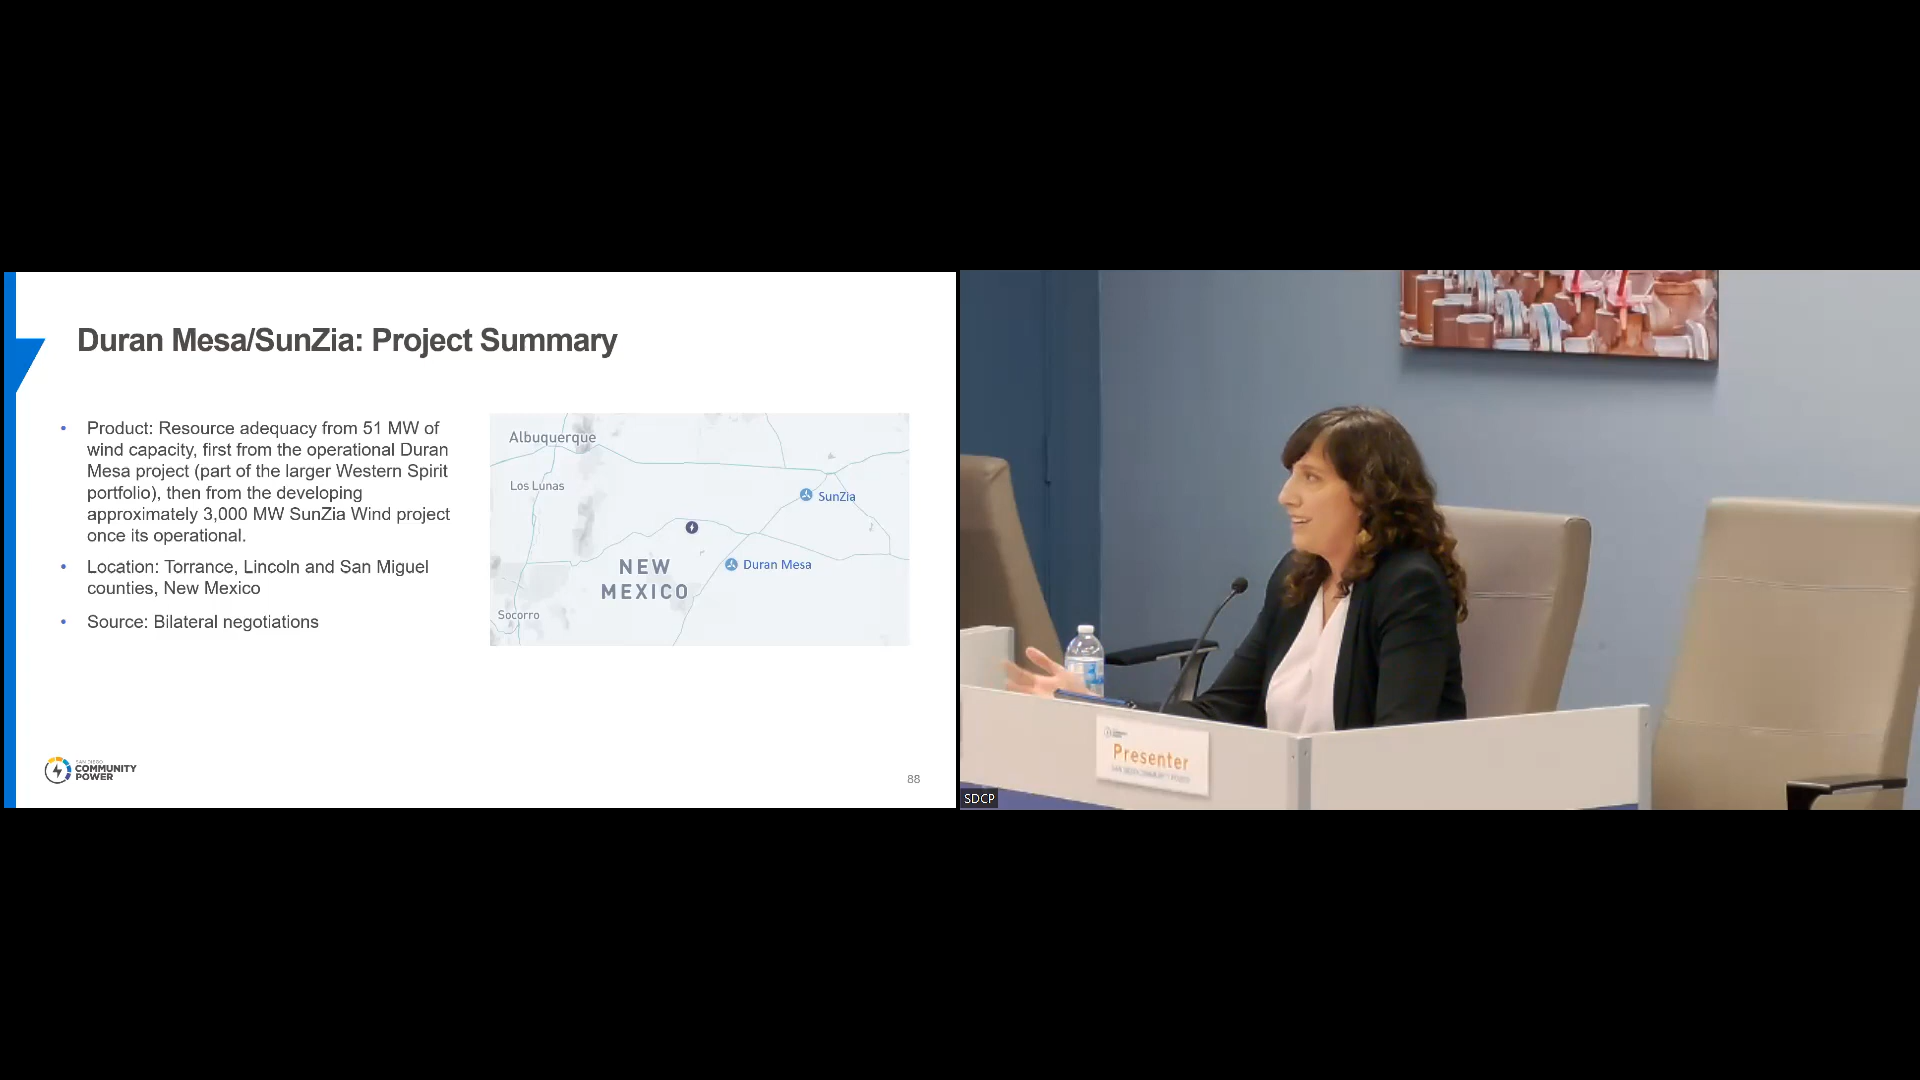 Duran Mesa/SunZia: Project Summary
• Product: Resource adequacy from 51 MW of
wind capacity, first from the operational Duran
Mesa project (part of the larger Western Spirit
portfolio), then from the developing
approximately 3,000 MW SunZia Wind project
once its operational.
• Location: Torrance, Lincoln and San Miguel
counties, New Mexico
• Source: Bilateral negotiations
Albuquerque
Los Lunas
SunZia
Duran Mesa
NEW
MEXICO
Socorro
SAN DIEGO
COMMUNITY
POWER
88
Presenter
SDCP